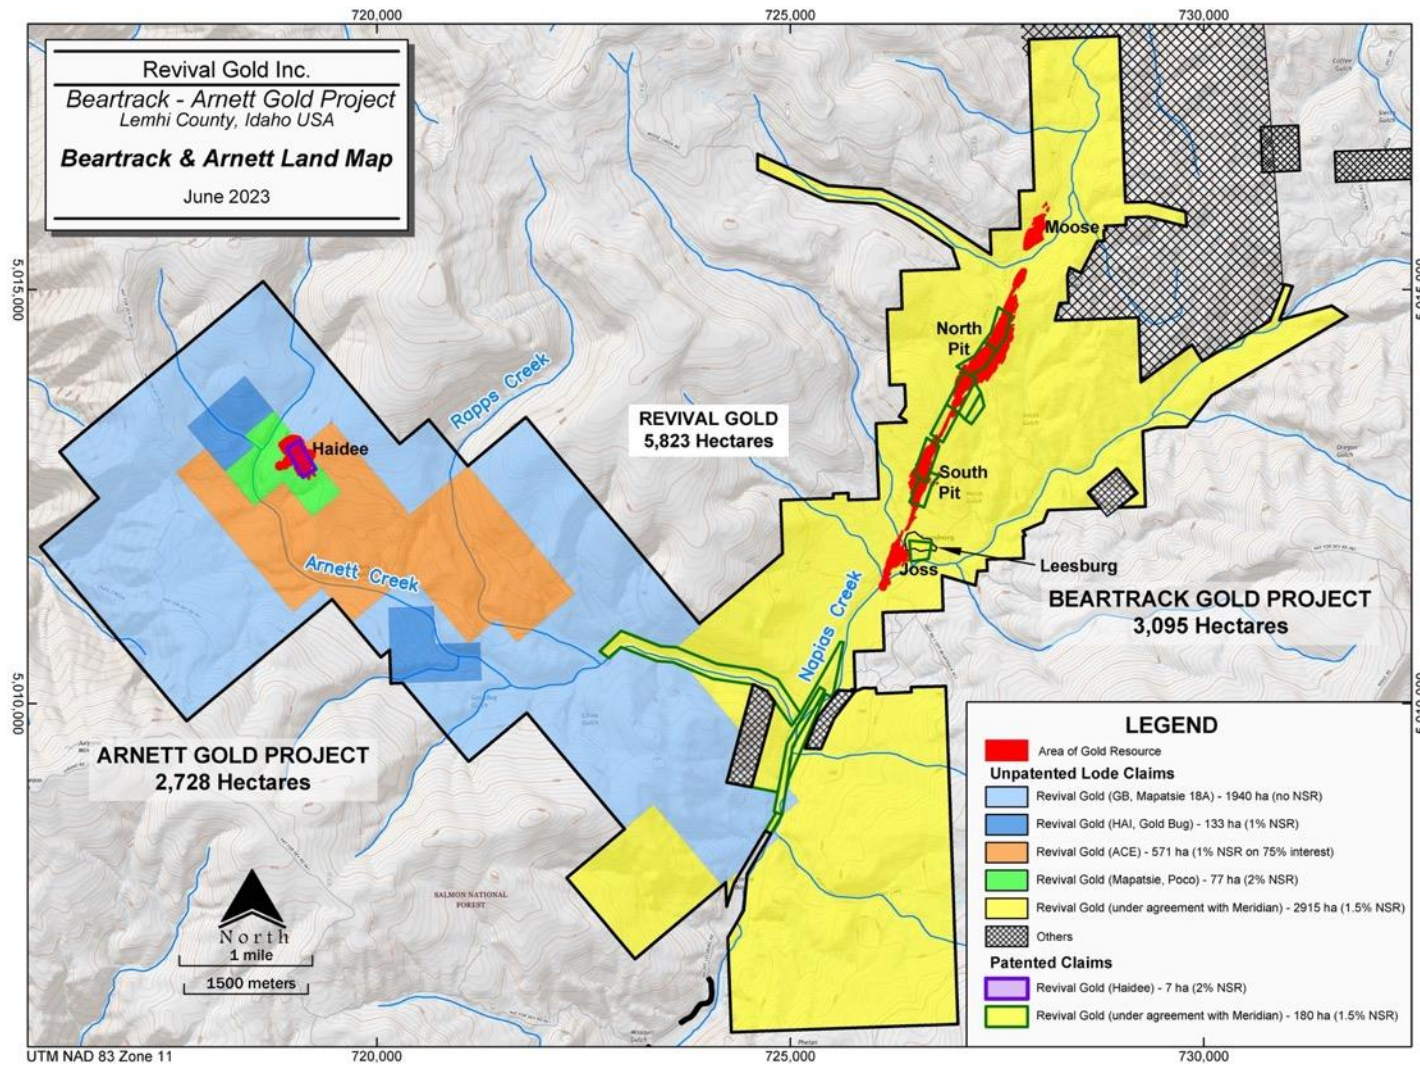 720,000
725,000
730,000
Revival Gold Inc.
Beartrack - Arnett Gold Project
Lemhi County, Idaho USA
Beartrack & Arnett Land Map
June 2023
5,015,000
5,015,000
Moose
North
Pit
Rapps Creek
REVIVAL GOLD
5,823 Hectares
Haidee
South
Pit
Arnett Creek
Joss
Leesburg
Napias Creek
BEARTRACK GOLD PROJECT
3,095 Hectares
5,010,000
5,010,000
ARNETT GOLD PROJECT
2,728 Hectares
SALMON NATIONAL
FOREST
North
1 mile
1500 meters
LEGEND
Area of Gold Resource
Unpatented Lode Claims
Revival Gold (GB, Mapatsie 18A) - 1940 ha (no NSR)
Revival Gold (HAI, Gold Bug) - 133 ha (1% NSR)
Revival Gold (ACE) - 571 ha (1% NSR on 75% interest)
Revival Gold (Mapatsie, Poco) - 77 ha (2% NSR)
Revival Gold (under agreement with Meridian) - 2915 ha (1.5% NSR)
Others
Patented Claims
Revival Gold (Haidee) - 7 ha (2% NSR)
Revival Gold (under agreement with Meridian) - 180 ha (1.5% NSR)
UTM NAD 83 Zone 11
720,000
725,000
730,000